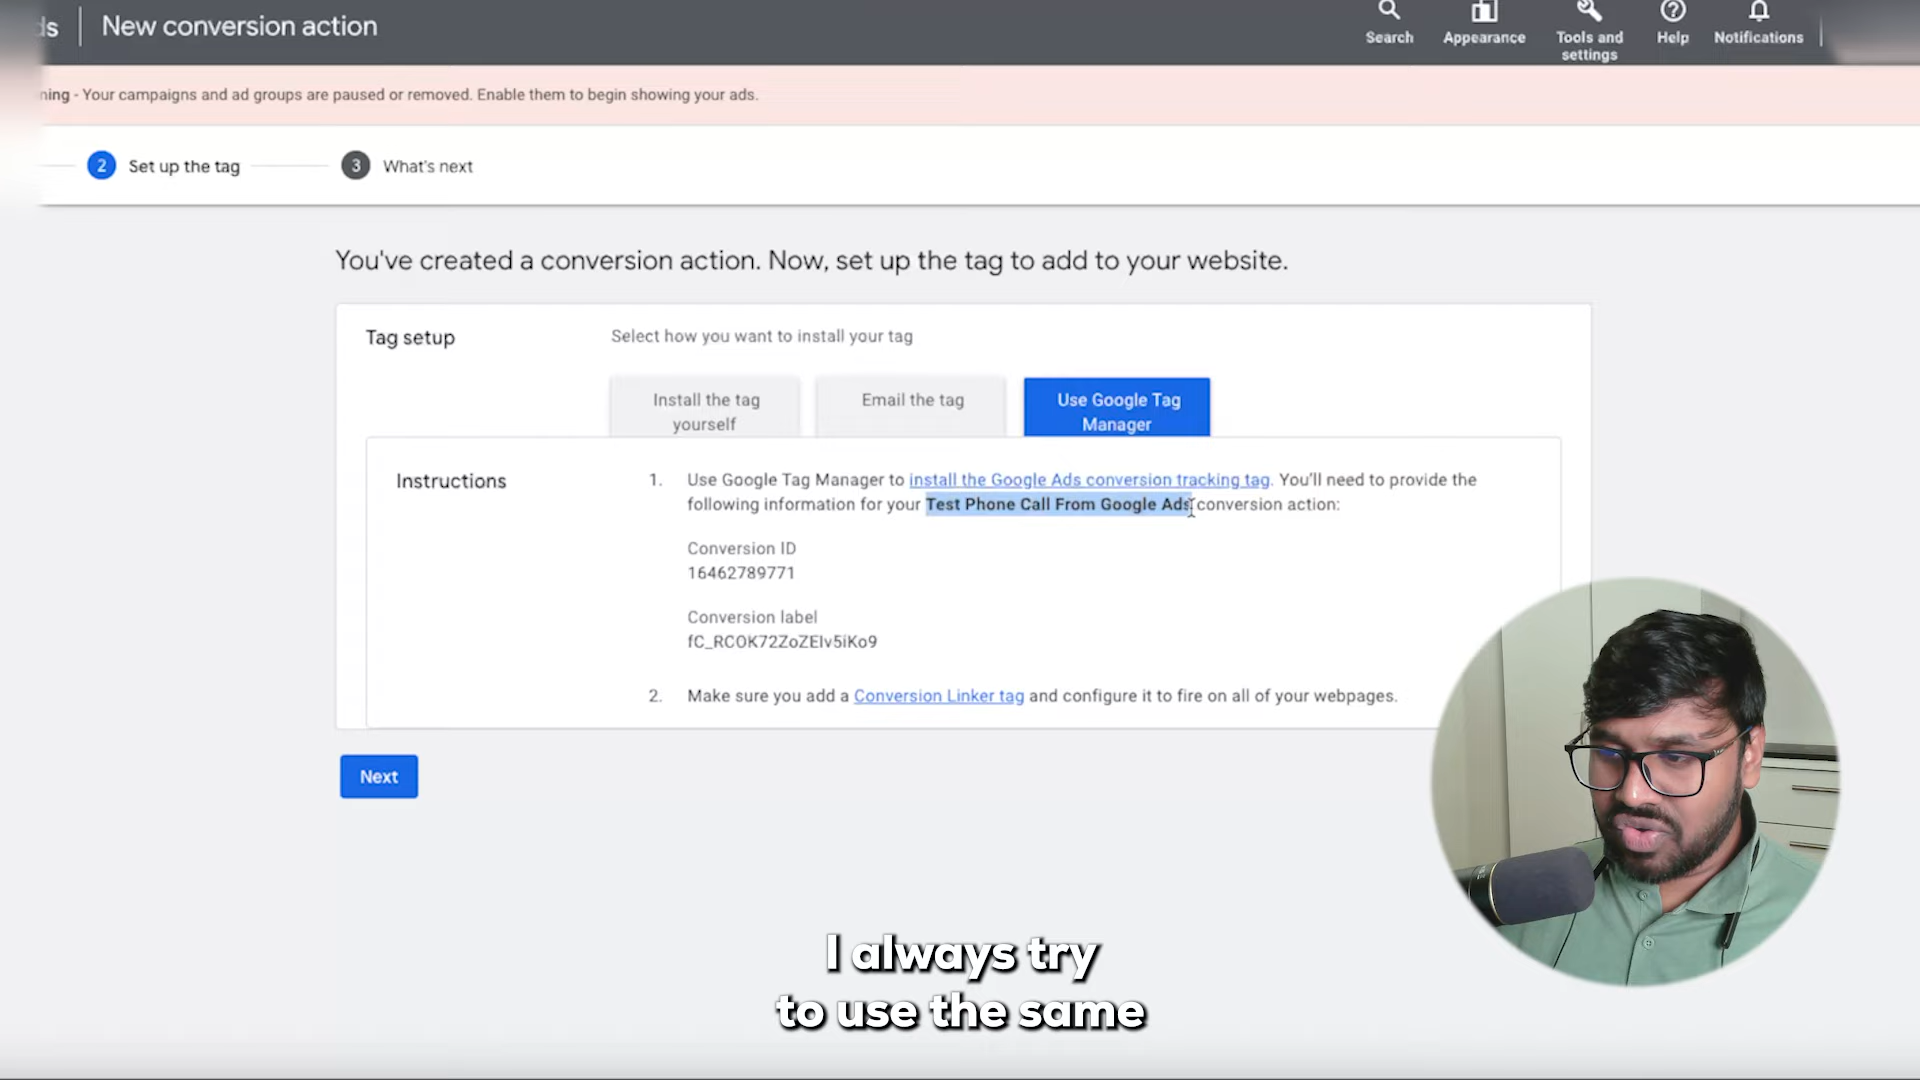 ds
New conversion action
Search
Appearance
Tools and
settings
Help
Notifications
ning - Your campaigns and ad groups are paused or removed. Enable them to begin showing your ads.
2 Set up the tag
3 What's next
You've created a conversion action. Now, set up the tag to add to your website.
Tag setup
Select how you want to install your tag
Install the tag
yourself
Email the tag
Use Google Tag
Manager
Instructions
1. Use Google Tag Manager to install the Google Ads conversion tracking tag. You'll need to provide the
following information for your Test Phone Call From Google Ads conversion action:
Conversion ID
16462789771
Conversion label
fC_RCOK72ZoZEIv5iKo9
2. Make sure you add a Conversion Linker tag and configure it to fire on all of your webpages.
Next
I always try
to use the same